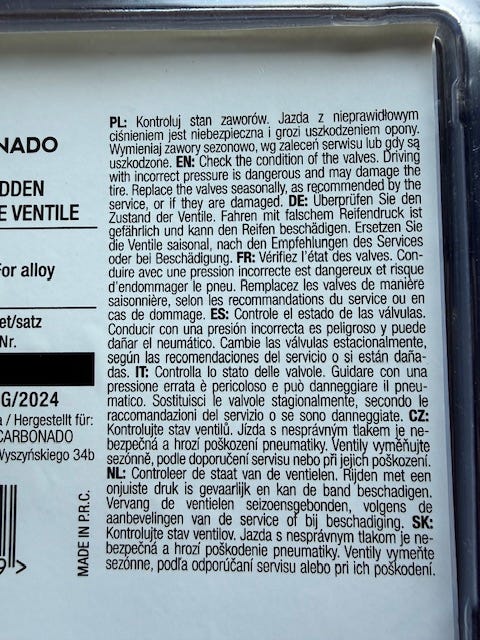 NADO
DDEN
E VENTILE
For alloy
et/satz
Nr.
G/2024
a / Hergestellt für:
CARBONADO
Wyszyńskiego 34b
MADE IN P.R.C.
PL: Kontroluj stan zaworów. Jazda z nieprawidłowym
ciśnieniem jest niebezpieczna i grozi uszkodzeniem opony.
Wymieniaj zawory sezonowo, wg zaleceń serwisu lub gdy są
uszkodzone. EN: Check the condition of the valves. Driving
with incorrect pressure is dangerous and may damage the
tire. Replace the valves seasonally, as recommended by the
service, or if they are damaged. DE: Überprüfen Sie den
Zustand der Ventile. Fahren mit falschem Reifendruck ist
gefährlich und kann den Reifen beschädigen. Ersetzen Sie
die Ventile saisonal, nach den Empfehlungen des Services
oder bei Beschädigung. FR: Vérifiez l'état des valves. Con-
duire avec une pression incorrecte est dangereux et risque
d'endommager le pneu. Remplacez les valves de manière
saisonnière, selon les recommandations du service ou en
cas de dommage. ES: Controle el estado de las válvulas.
Conducir con una presión incorrecta es peligroso y puede
dañar el neumático. Cambie las válvulas estacionalmente,
según las recomendaciones del servicio o si están daña-
das. IT: Controlla lo stato delle valvole. Guidare con una
pressione errata è pericoloso e può danneggiare il pneu-
matico. Sostituisci le valvole stagionalmente, secondo le
raccomandazioni del servizio o se sono danneggiate. CZ:
Kontrolujte stav ventilů. Jízda s nesprávným tlakem je ne-
bezpečná a hrozí poškození pneumatiky. Ventily vyměňujte
sezónně, podle doporučení servisu nebo při jejich poškození.
NL: Controleer de staat van de ventielen. Rijden met een
onjuiste druk is gevaarlijk en kan de band beschadigen.
Vervang de ventielen seizoensgebonden, volgens de
aanbevelingen van de service of bij beschadiging. SK:
Kontrolujte stav ventilov. Jazda s nesprávnym tlakom je ne-
bezpečná a hrozí poškodenie pneumatiky. Ventily vymeňte
sezónne, podľa odporúčaní servisu alebo pri ich poškodení.